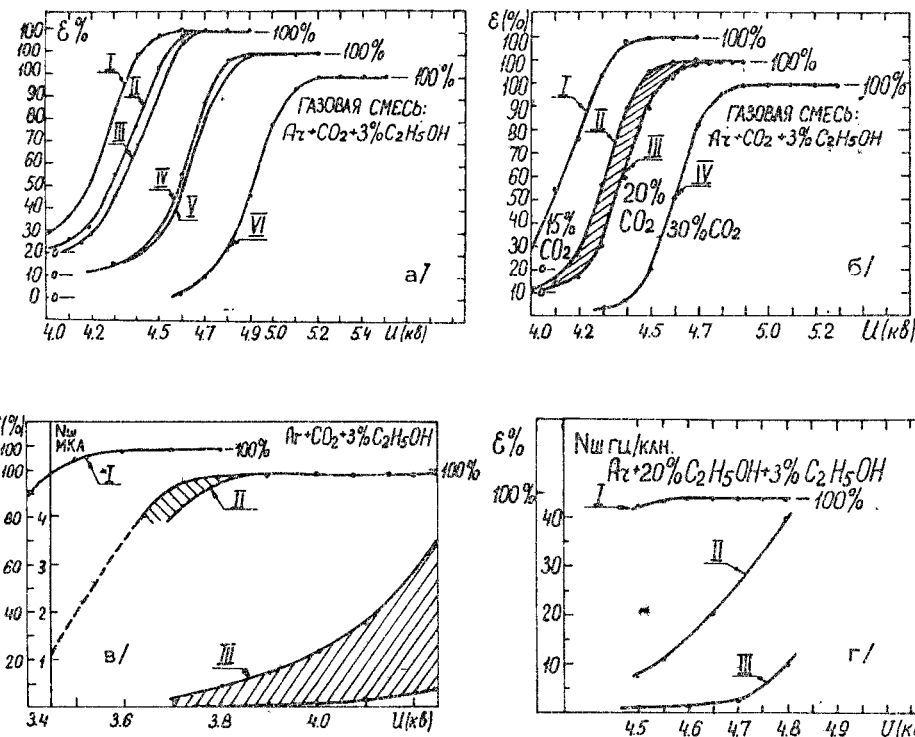 ε%
100
100
100
90
80
70
60
50
40
30
20
10
0
I
II
III
IV
V
VI
100%
100%
100%
ГАЗОВАЯ СМЕСЬ:
Ar+CO₂+3%C₂H₅OH
а/
4.0
4.2
4.5
4.7
4.9
5.0
5.2
5.4
U(кв)
ε(%)
100
100
100
90
80
70
60
50
40
30
20
10
I
II
III
IV
100%
100%
100%
ГАЗОВАЯ СМЕСЬ:
Ar+CO₂+3%C₂H₅OH
15%
CO₂
20%
CO₂
30%CO₂
б/
4.0
4.2
4.5
4.7
5.0
5.2
U(кв)
(%)
100
100
80
60
40
20
Nш
МКА
4
3
2
1
Ar+CO₂+3%C₂H₅OH
I
II
III
100%
100%
в/
3.4
3.6
3.8
4.0
U(кв)
ε%
100%
Nш ГЦ/КЛН.
Ar+20%C₂H₅OH+3%C₂H₅OH
40
30
20
10
I
II
III
100%
г/
4.5
4.6
4.7
4.8
4.9
U(кв